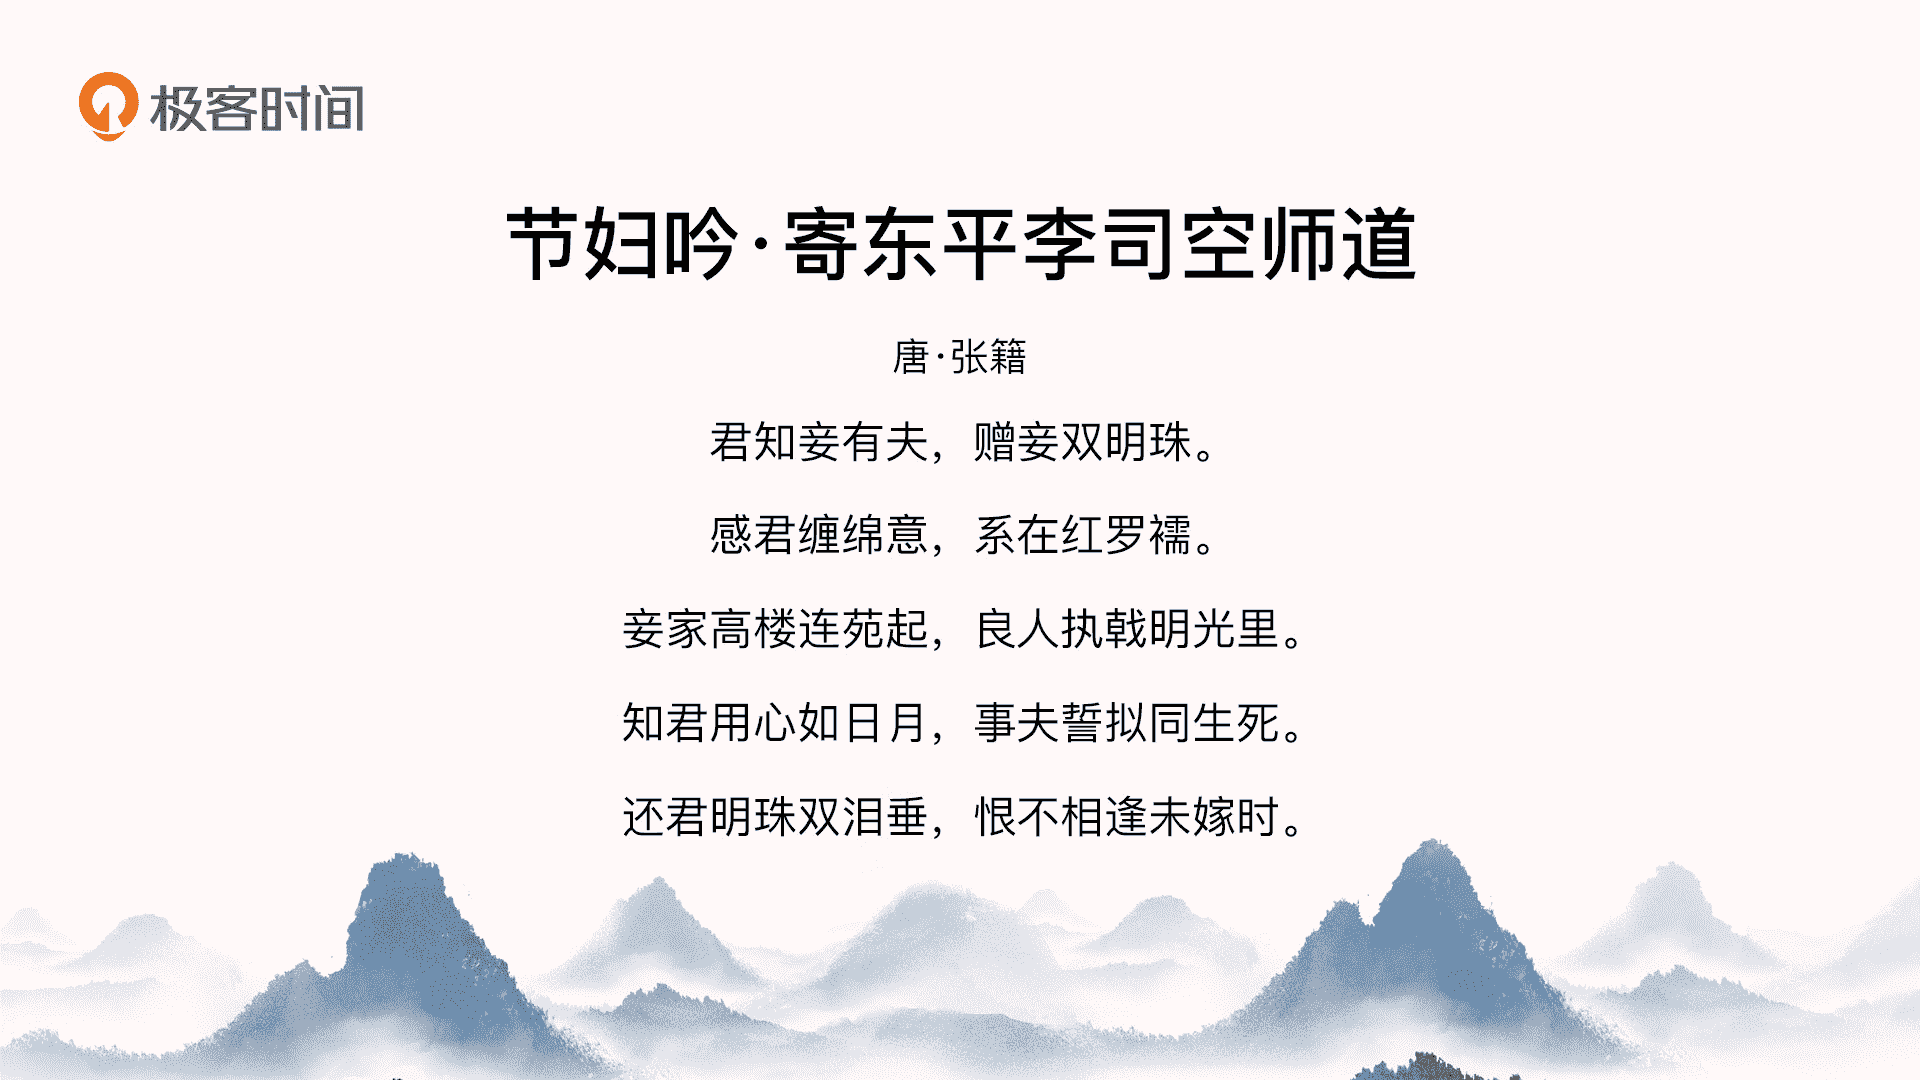 极客时间
节妇吟·寄东平李司空师道
唐·张籍
君知妾有夫，赠妾双明珠。
感君缠绵意，系在红罗襦。
妾家高楼连苑起，良人执戟明光里。
知君用心如日月，事夫誓拟同生死。
还君明珠双泪垂，恨不相逢未嫁时。